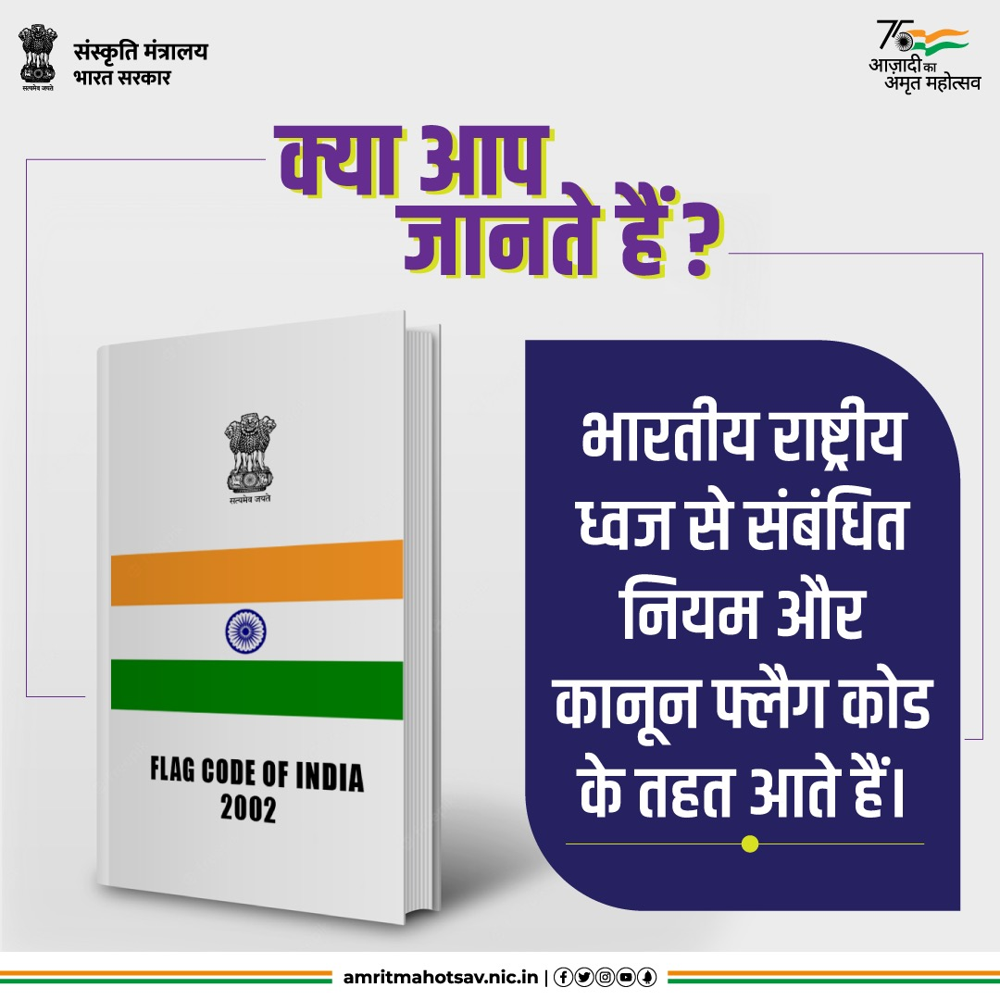 संस्कृति मंत्रालय
भारत सरकार
सत्यमेव जयते
75
आज़ादी का
अमृत महोत्सव
क्या आप
जानते हैं?
सत्यमेव जयते
FLAG CODE OF INDIA
2002
भारतीय राष्ट्रीय
ध्वज से संबंधित
नियम और
कानून फ्लैग कोड
के तहत आते हैं।
amritmahotsav.nic.in |